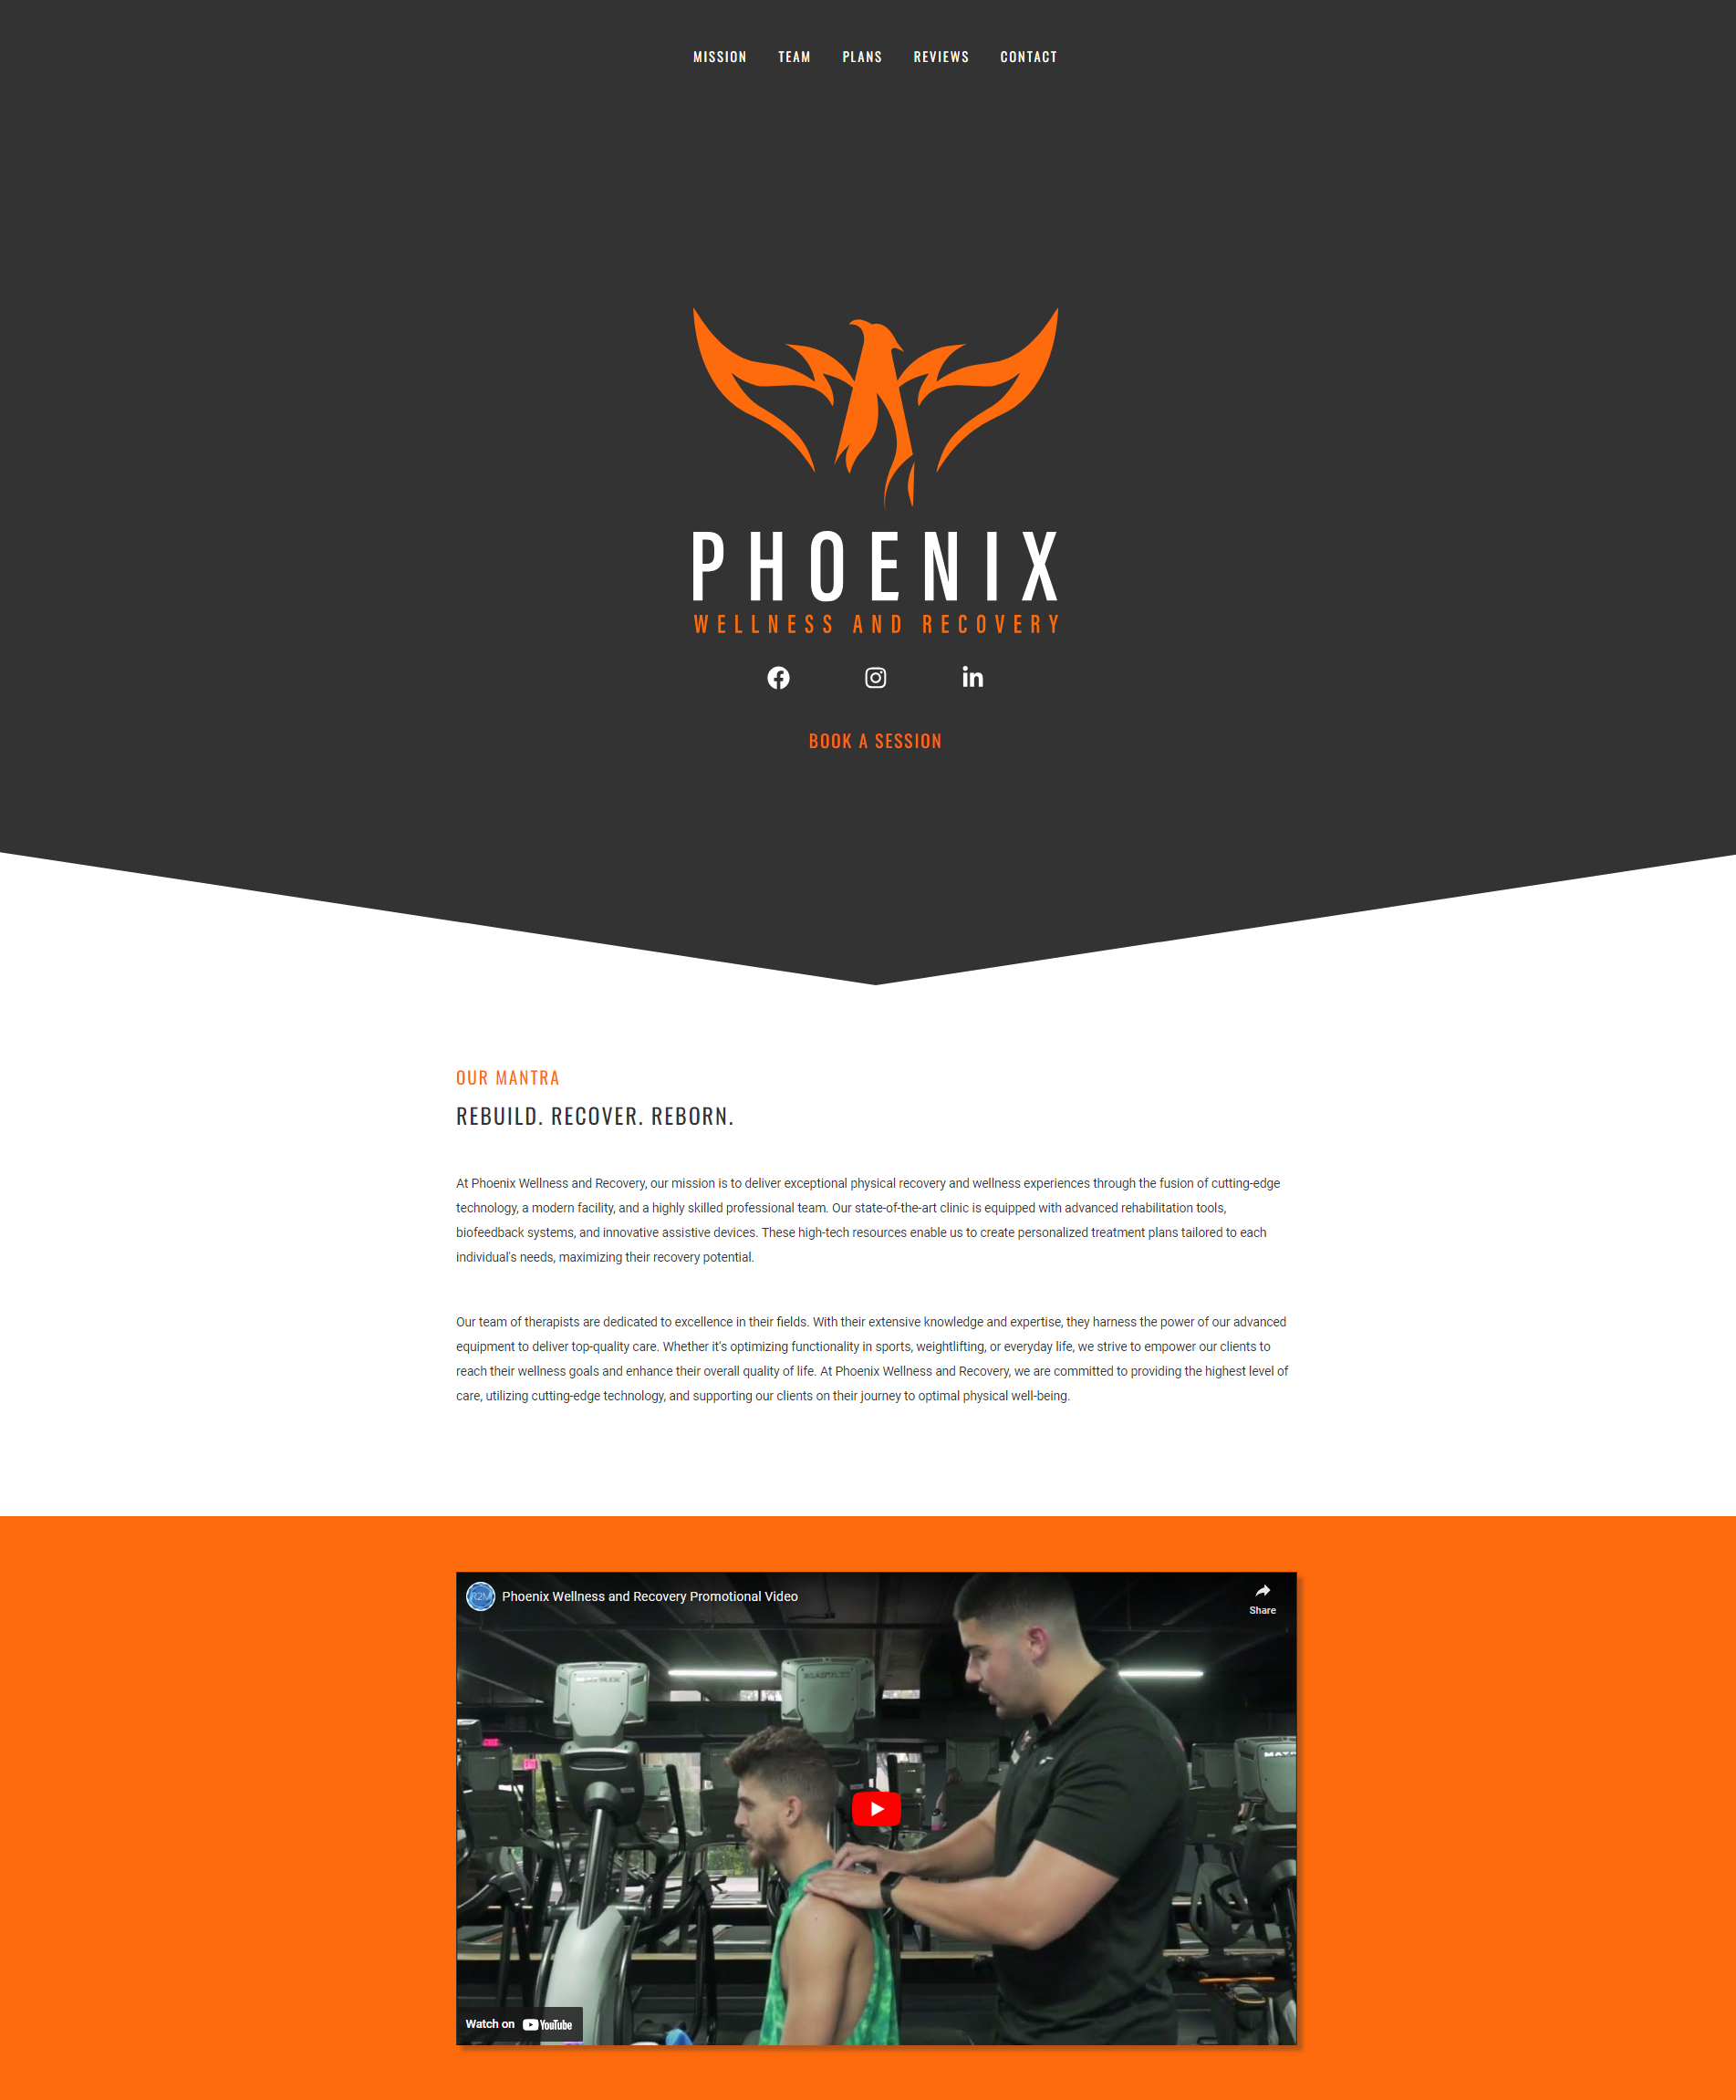 MISSION TEAM PLANS REVIEWS CONTACT
PHOENIX
WELLNESS AND RECOVERY
BOOK A SESSION
OUR MANTRA
REBUILD. RECOVER. REBORN.
At Phoenix Wellness and Recovery, our mission is to deliver exceptional physical recovery and wellness experiences through the fusion of cutting-edge
technology, a modern facility, and a highly skilled professional team. Our state-of-the-art clinic is equipped with advanced rehabilitation tools,
biofeedback systems, and innovative assistive devices. These high-tech resources enable us to create personalized treatment plans tailored to each
individual's needs, maximizing their recovery potential.
Our team of therapists are dedicated to excellence in their fields. With their extensive knowledge and expertise, they harness the power of our advanced
equipment to deliver top-quality care. Whether it's optimizing functionality in sports, weightlifting, or everyday life, we strive to empower our clients to
reach their wellness goals and enhance their overall quality of life. At Phoenix Wellness and Recovery, we are committed to providing the highest level of
care, utilizing cutting-edge technology, and supporting our clients on their journey to optimal physical well-being.
R2M
Phoenix Wellness and Recovery Promotional Video
Share
Watch on YouTube